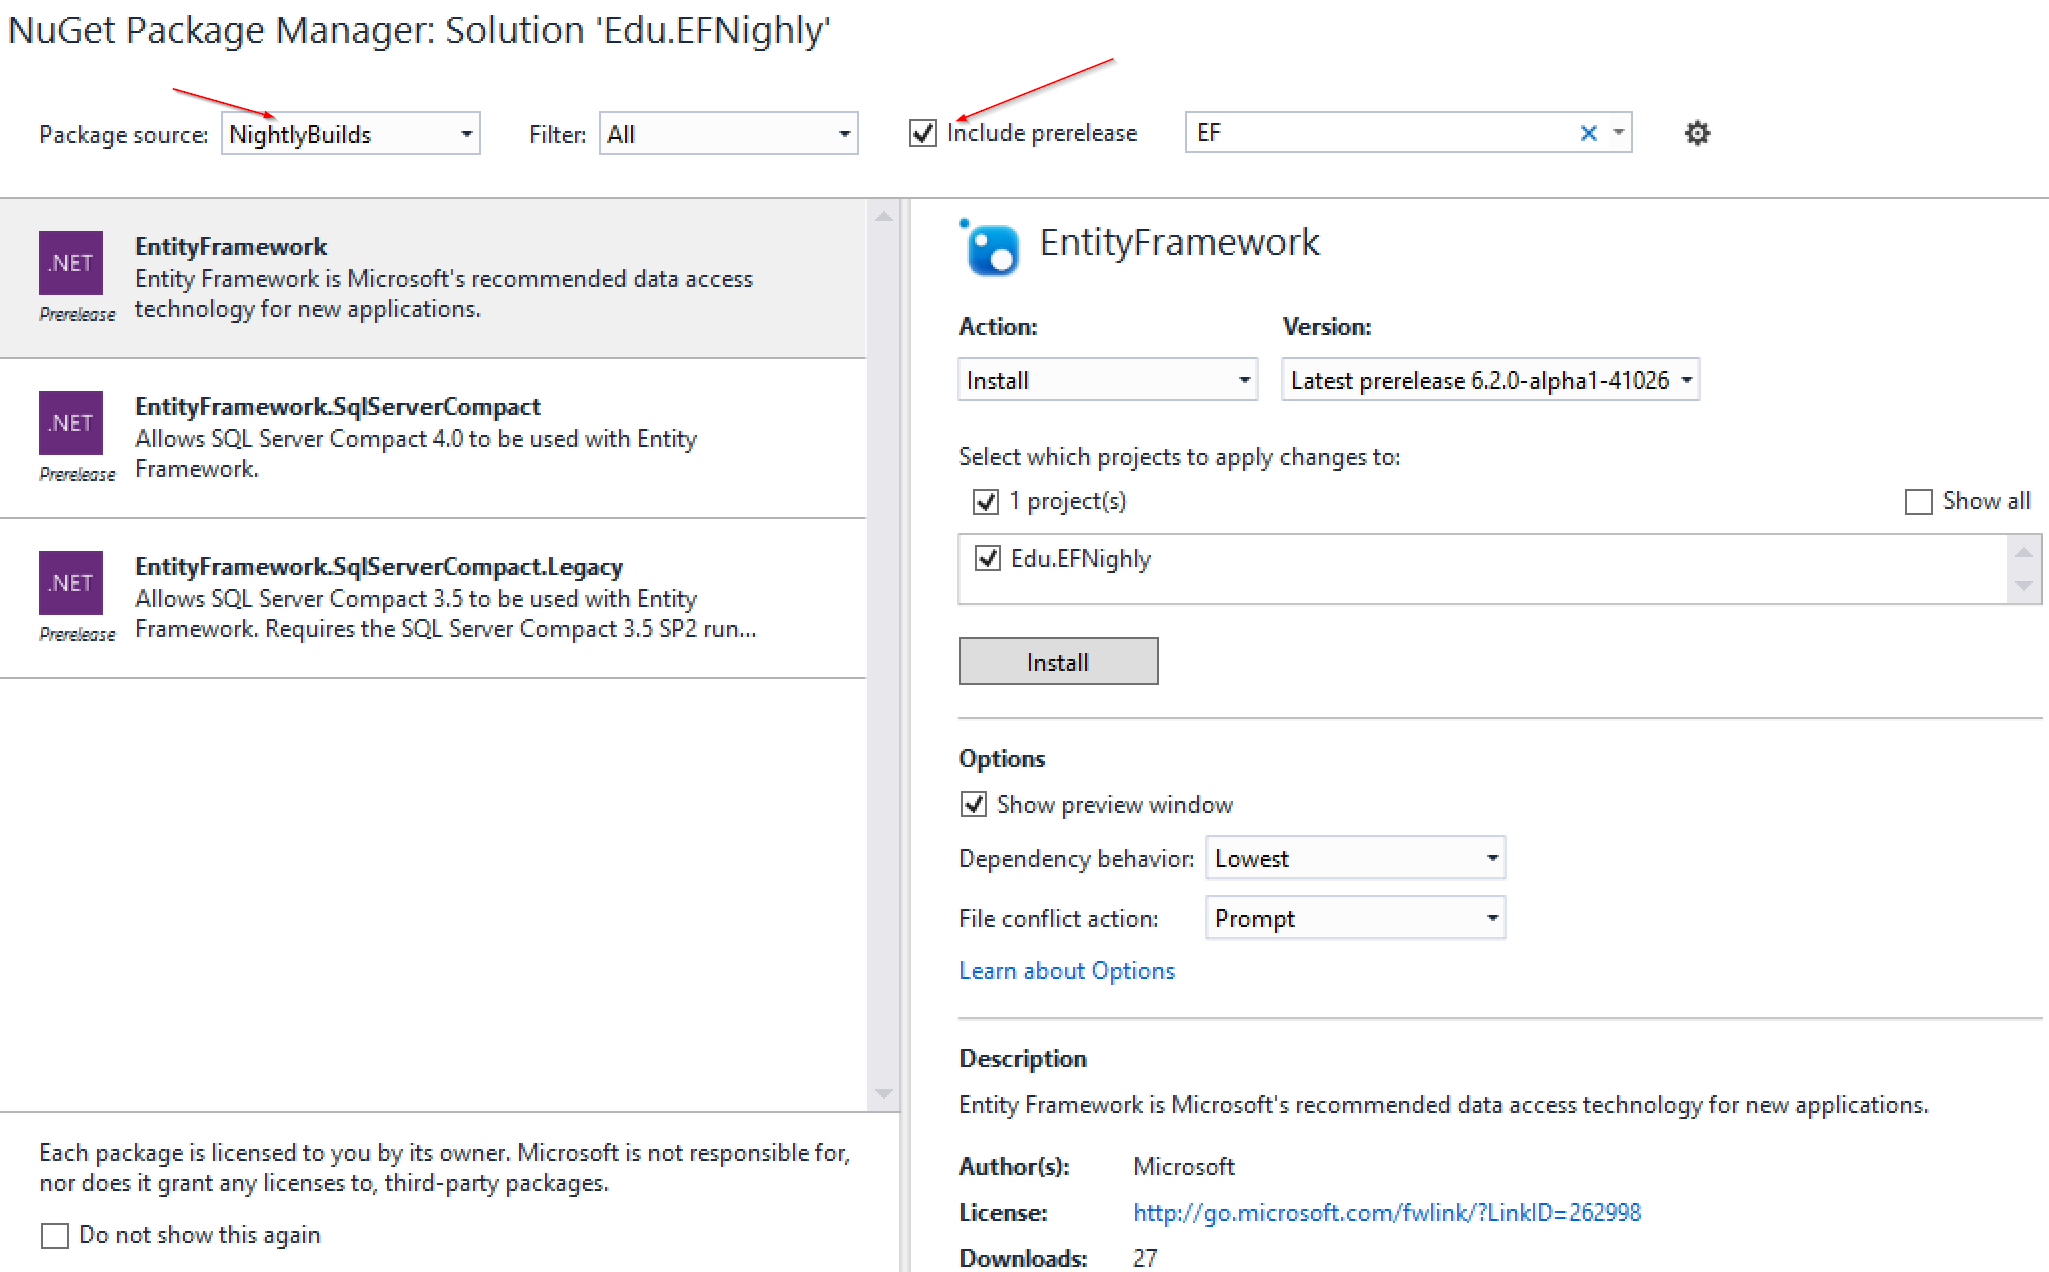 NuGet Package Manager: Solution 'Edu.EFNighly'
Package source: NightlyBuilds Filter: All Include prerelease EF
.NET
Prerelease
EntityFramework
Entity Framework is Microsoft's recommended data access
technology for new applications.
.NET
Prerelease
EntityFramework.SqlServerCompact
Allows SQL Server Compact 4.0 to be used with Entity
Framework.
.NET
Prerelease
EntityFramework.SqlServerCompact.Legacy
Allows SQL Server Compact 3.5 to be used with Entity
Framework. Requires the SQL Server Compact 3.5 SP2 run...
Each package is licensed to you by its owner. Microsoft is not responsible for,
nor does it grant any licenses to, third-party packages.
Do not show this again
EntityFramework
Action: Version:
Install Latest prerelease 6.2.0-alpha1-41026
Select which projects to apply changes to:
1 project(s) Show all
Edu.EFNighly
Install
Options
Show preview window
Dependency behavior: Lowest
File conflict action: Prompt
Learn about Options
Description
Entity Framework is Microsoft's recommended data access technology for new applications.
Author(s): Microsoft
License: http://go.microsoft.com/fwlink/?LinkID=262998
Downloads: 27